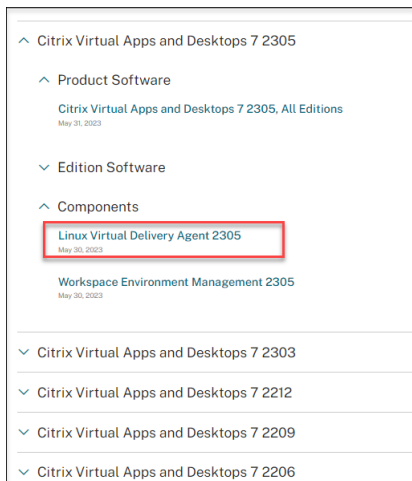 Citrix Virtual Apps and Desktops 7 2305
Product Software
Citrix Virtual Apps and Desktops 7 2305, All Editions
May 31, 2023
Edition Software
Components
Linux Virtual Delivery Agent 2305
May 30, 2023
Workspace Environment Management 2305
May 30, 2023
Citrix Virtual Apps and Desktops 7 2303
Citrix Virtual Apps and Desktops 7 2212
Citrix Virtual Apps and Desktops 7 2209
Citrix Virtual Apps and Desktops 7 2206